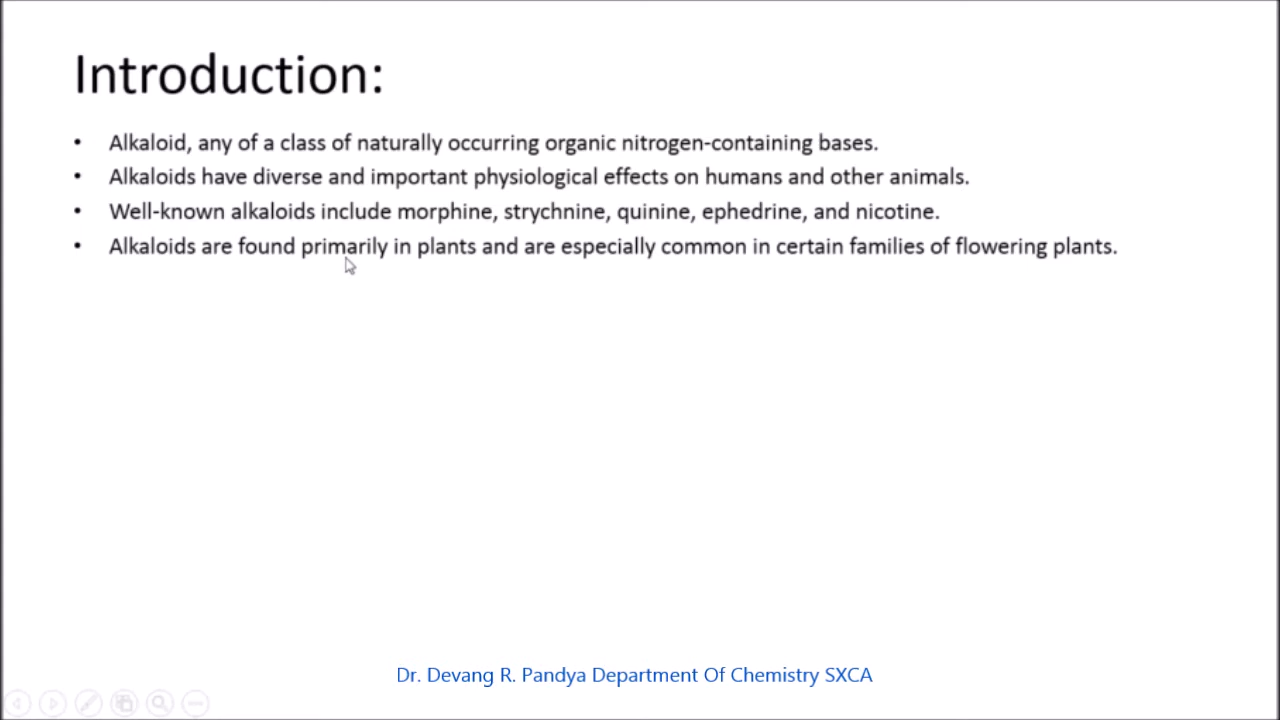 Introduction:
• Alkaloid, any of a class of naturally occurring organic nitrogen-containing bases.
• Alkaloids have diverse and important physiological effects on humans and other animals.
• Well-known alkaloids include morphine, strychnine, quinine, ephedrine, and nicotine.
• Alkaloids are found primarily in plants and are especially common in certain families of flowering plants.
Dr. Devang R. Pandya Department Of Chemistry SXCA